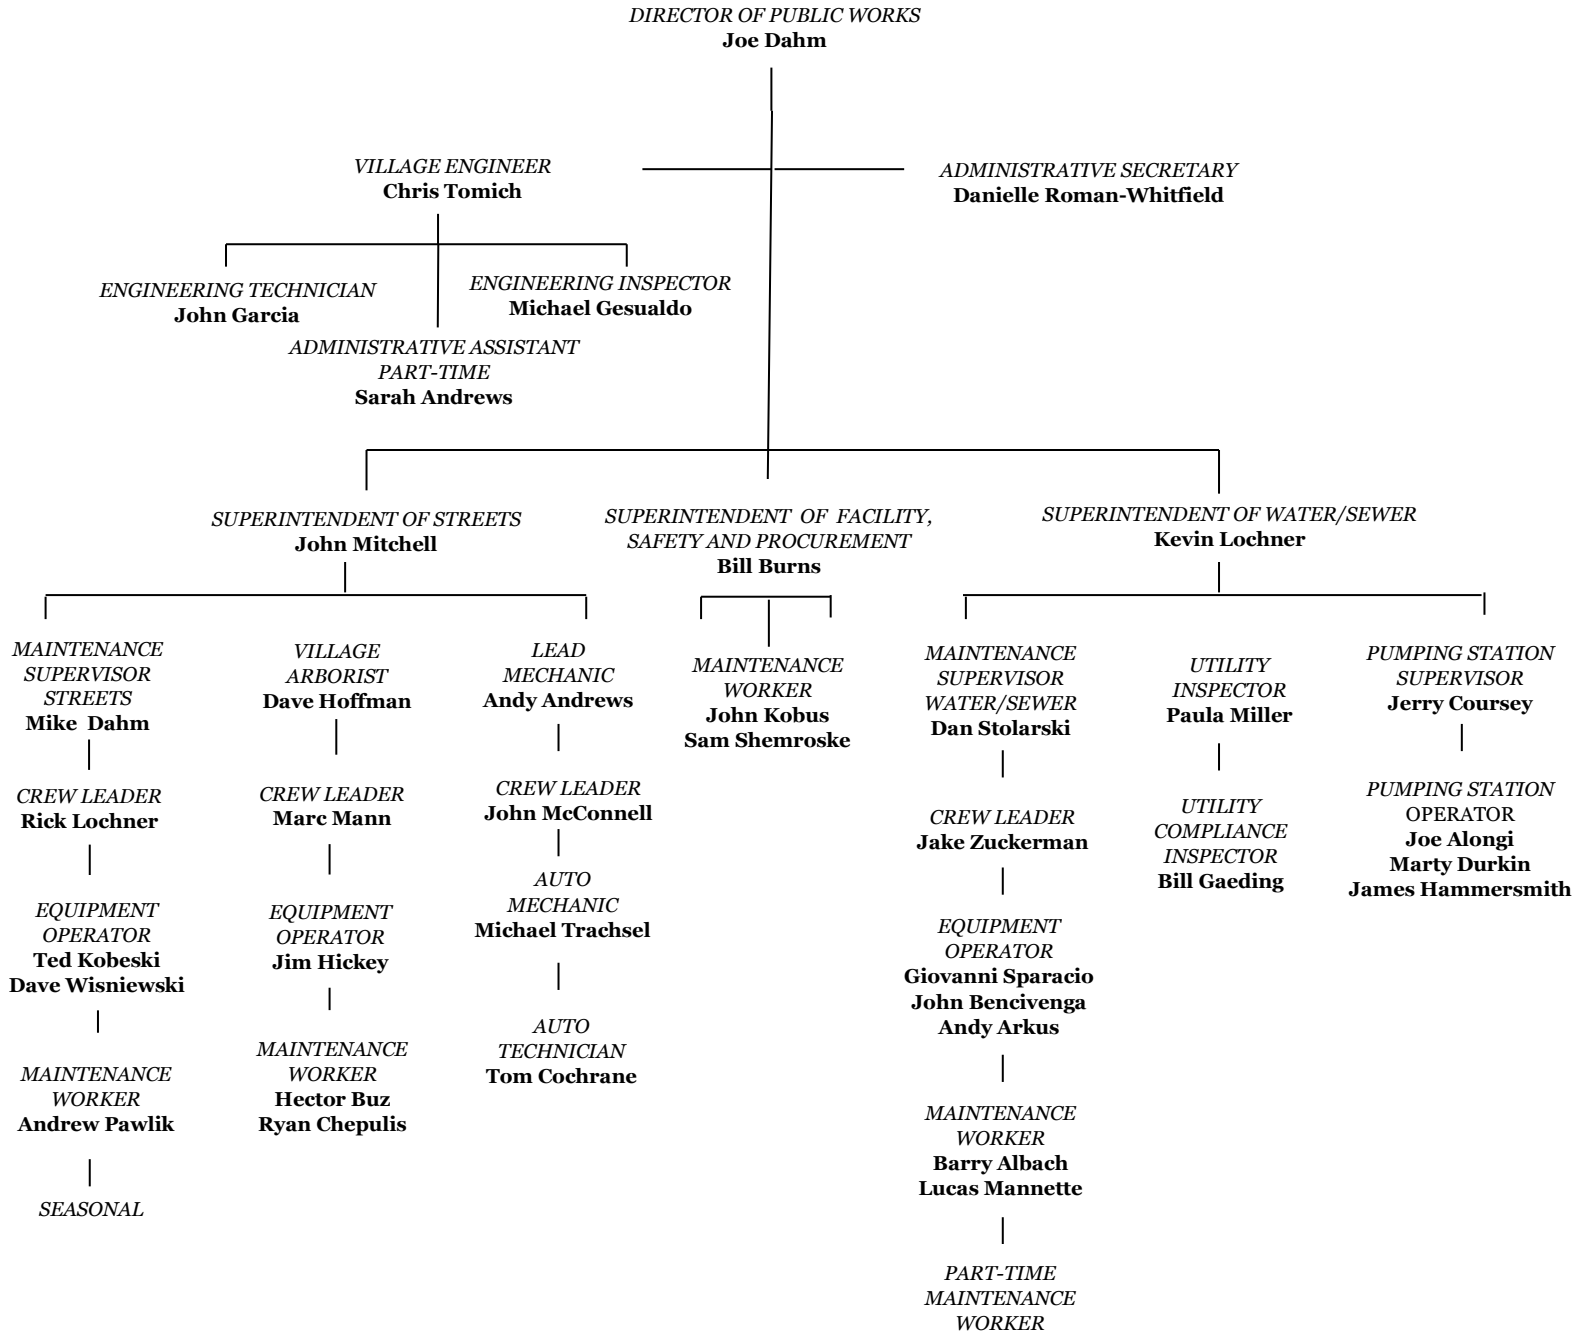 DIRECTOR OF PUBLIC WORKS
Joe Dahm
VILLAGE ENGINEER
Chris Tomich
ADMINISTRATIVE SECRETARY
Danielle Roman-Whitfield
ENGINEERING TECHNICIAN
John Garcia
ENGINEERING INSPECTOR
Michael Gesualdo
ADMINISTRATIVE ASSISTANT
PART-TIME
Sarah Andrews
SUPERINTENDENT OF STREETS
John Mitchell
SUPERINTENDENT OF FACILITY,
SAFETY AND PROCUREMENT
Bill Burns
SUPERINTENDENT OF WATER/SEWER
Kevin Lochner
MAINTENANCE
SUPERVISOR
STREETS
Mike Dahm
CREW LEADER
Rick Lochner
EQUIPMENT
OPERATOR
Ted Kobeski
Dave Wisniewski
MAINTENANCE
WORKER
Andrew Pawlik
SEASONAL
VILLAGE
ARBORIST
Dave Hoffman
CREW LEADER
Marc Mann
EQUIPMENT
OPERATOR
Jim Hickey
MAINTENANCE
WORKER
Hector Buz
Ryan Chepulis
LEAD
MECHANIC
Andy Andrews
CREW LEADER
John McConnell
AUTO
MECHANIC
Michael Trachsel
AUTO
TECHNICIAN
Tom Cochrane
MAINTENANCE
WORKER
John Kobus
Sam Shemroske
MAINTENANCE
SUPERVISOR
WATER/SEWER
Dan Stolarski
CREW LEADER
Jake Zuckerman
EQUIPMENT
OPERATOR
Giovanni Sparacio
John Bencivenga
Andy Arkus
MAINTENANCE
WORKER
Barry Albach
Lucas Mannette
PART-TIME
MAINTENANCE
WORKER
UTILITY
INSPECTOR
Paula Miller
UTILITY
COMPLIANCE
INSPECTOR
Bill Gaeding
PUMPING STATION
SUPERVISOR
Jerry Coursey
PUMPING STATION
OPERATOR
Joe Alongi
Marty Durkin
James Hammersmith